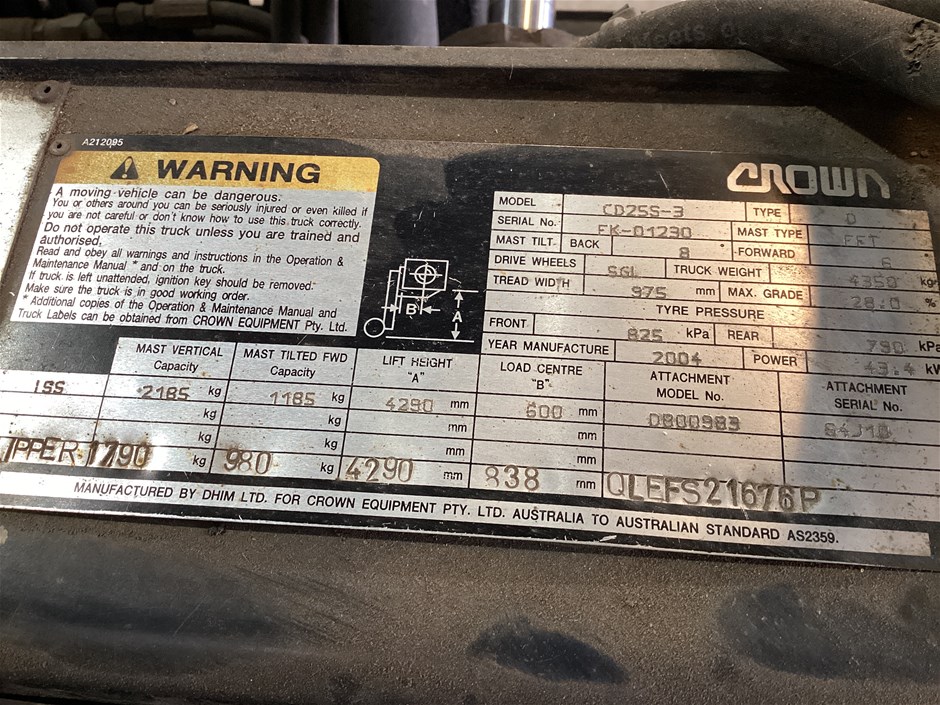 A212095
WARNING
A moving vehicle can be dangerous.
You or others around you can be seriously injured or even killed if
you are not careful or don't know how to use this truck correctly.
Do not operate this truck unless you are trained and
authorised.
Read and obey all warnings and instructions in the Operation &
Maintenance Manual * and on the truck.
If truck is left unattended, ignition key should be removed.
Make sure the truck is in good working order.
* Additional copies of the Operation & Maintenance Manual and
Truck Labels can be obtained from CROWN EQUIPMENT Pty. Ltd.
B
A
CROWN
MODEL CD25S-3 TYPE D
SERIAL No. FK-01290 MAST TYPE FFT
MAST TILT BACK 8 FORWARD 6
DRIVE WHEELS SGL TRUCK WEIGHT 4350 kg
TREAD WIDTH 975 mm MAX. GRADE 28.0 %
TYRE PRESSURE
FRONT 825 kPa REAR 790 kPa
YEAR MANUFACTURE 2004 POWER 43.4 kW
MAST VERTICAL Capacity MAST TILTED FWD Capacity LIFT HEIGHT "A" LOAD CENTRE "B" ATTACHMENT MODEL No. ATTACHMENT SERIAL No.
LSS 2185 kg 1185 kg 4290 mm 600 mm D800983 84J10
kg kg mm mm
kg kg mm mm
IPPER 1790 kg 980 kg 4290 mm 838 mm QLEFS21676P
MANUFACTURED BY DHIM LTD. FOR CROWN EQUIPMENT PTY. LTD. AUSTRALIA TO AUSTRALIAN STANDARD AS2359.